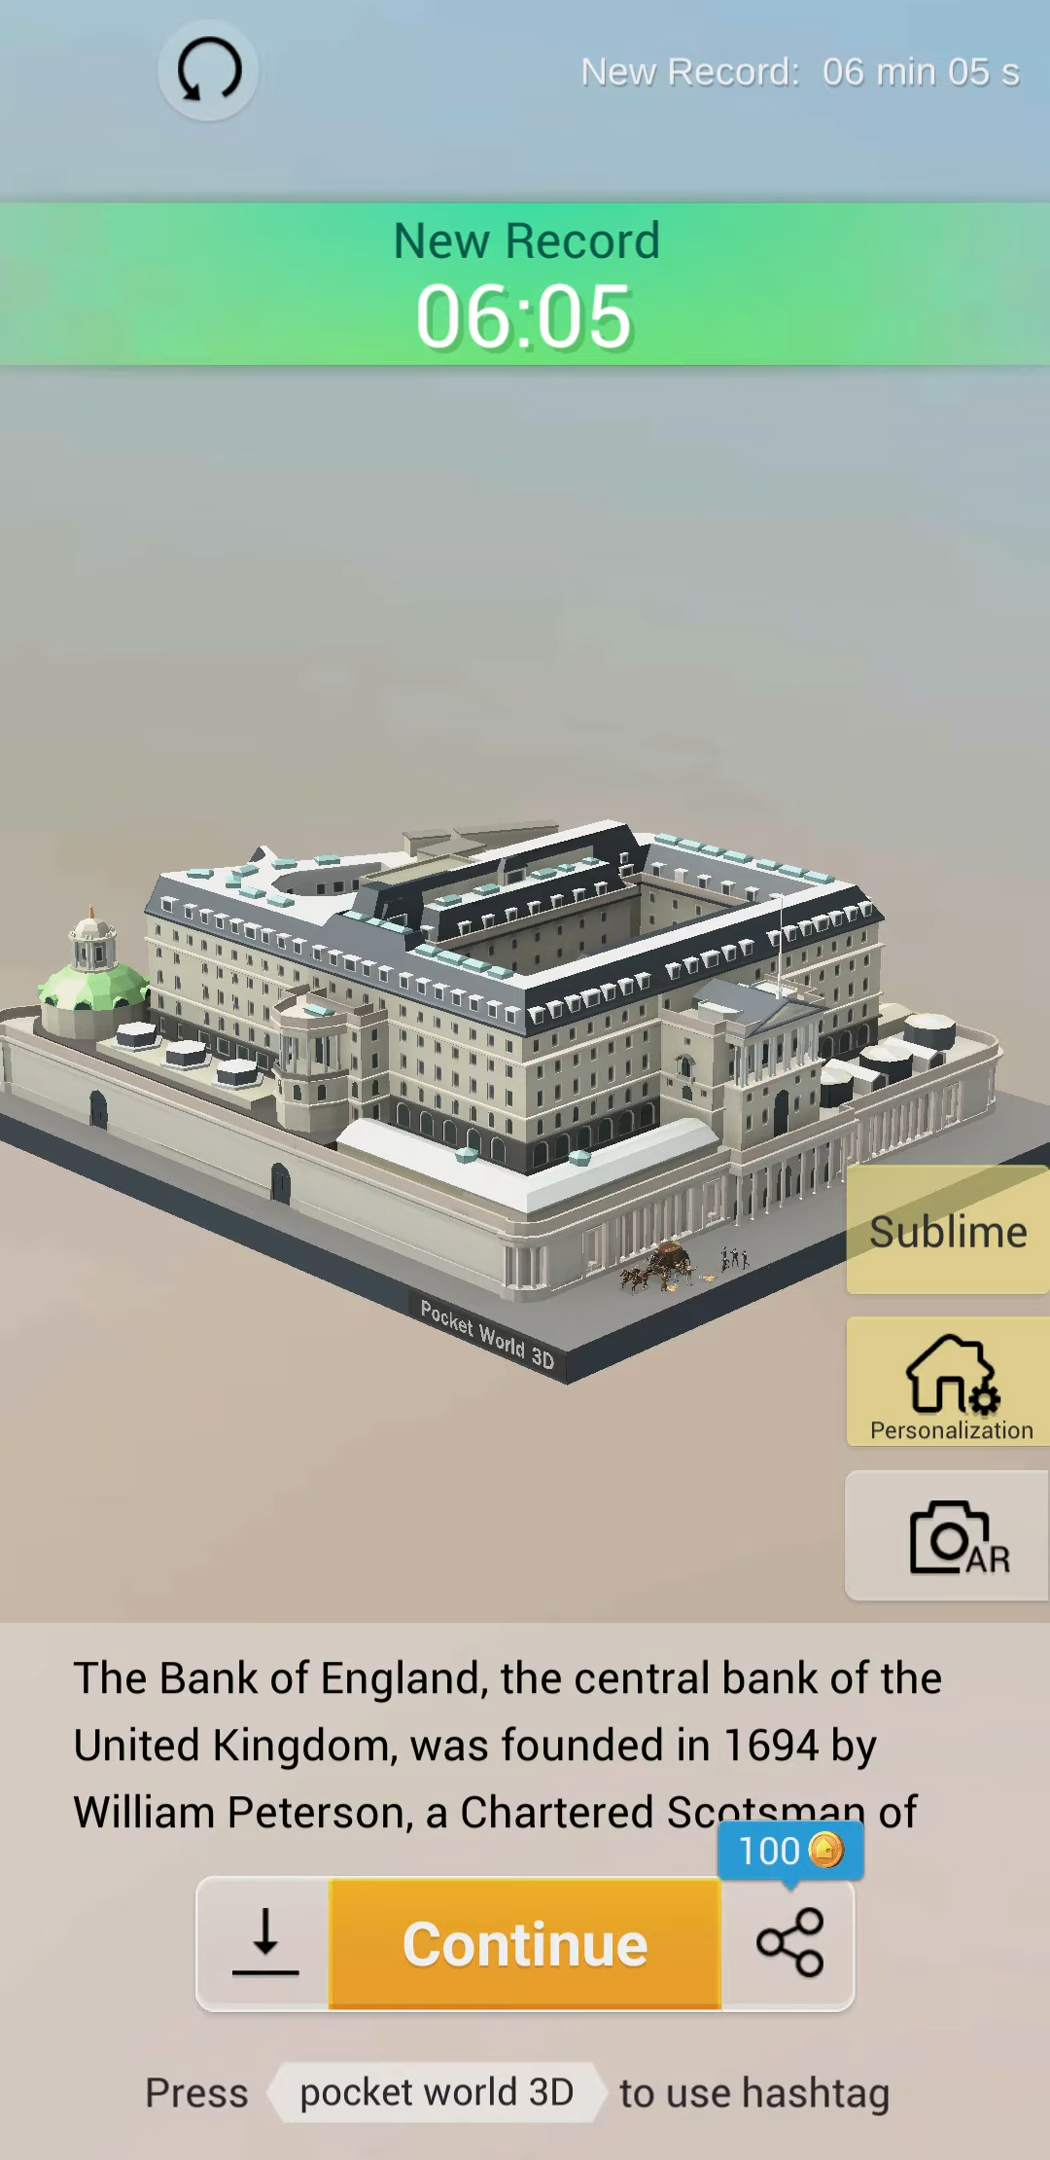 New Record: 06 min 05 s
New Record
06:05
Sublime
Pocket World 3D
Personalization
AR
The Bank of England, the central bank of the
United Kingdom, was founded in 1694 by
William Peterson, a Chartered Scotsman of
100
Continue
Press pocket world 3D to use hashtag